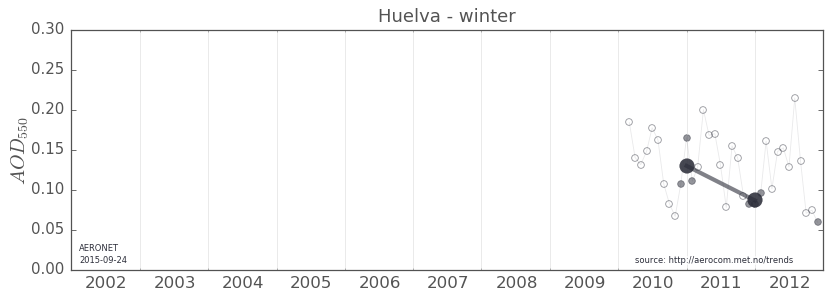 Huelva - winter
0.30
0.25
0.20
0.15
0.10
0.05
0.00
AOD550
AERONET
2015-09-24
source: http://aerocom.met.no/trends
2002 2003 2004 2005 2006 2007 2008 2009 2010 2011 2012